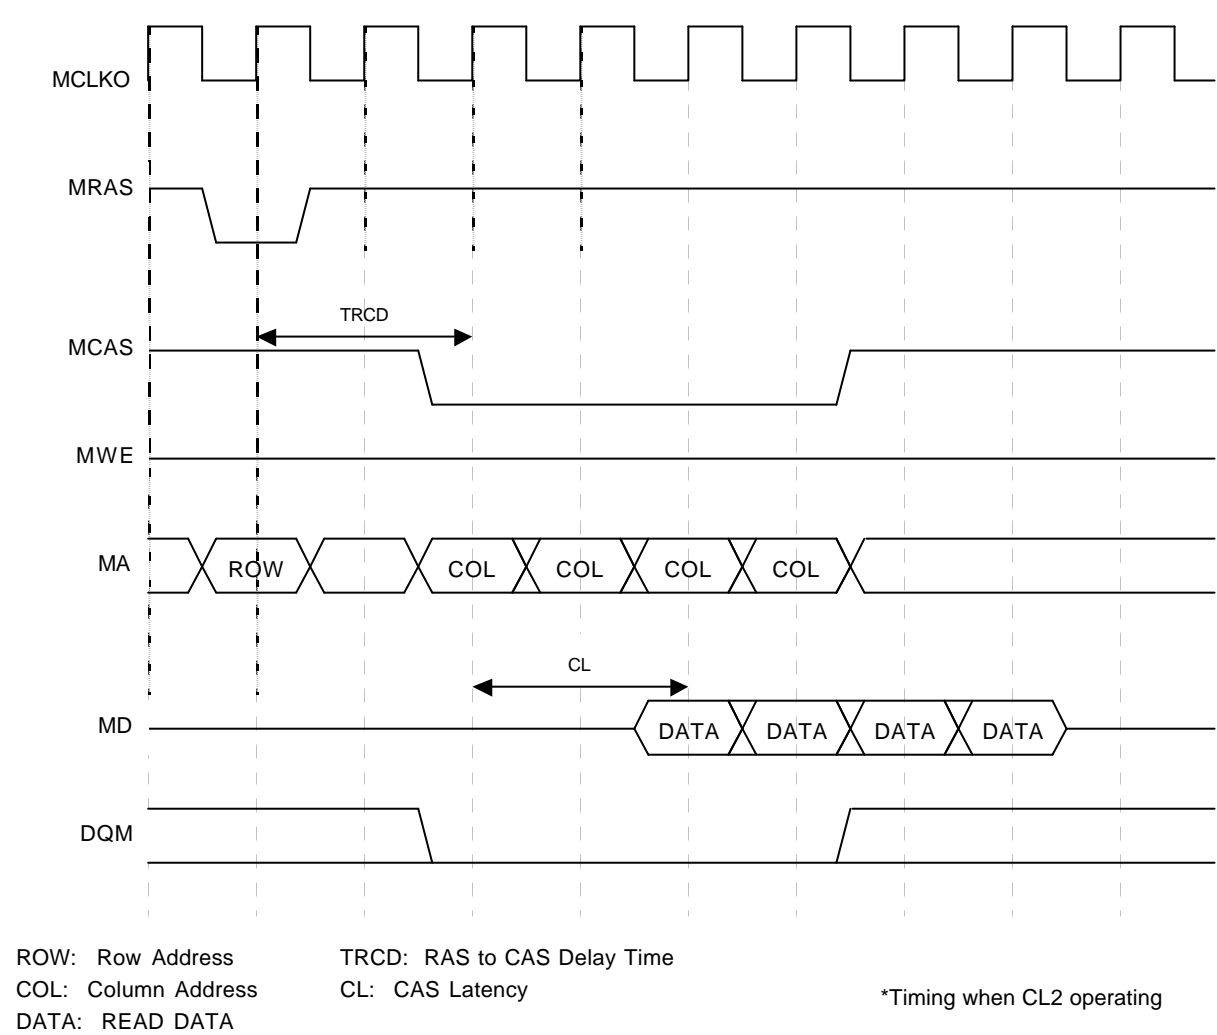 MCLKO
MRAS
TRCD
MCAS
MWE
MA ROW COL COL COL COL
CL
MD DATA DATA DATA DATA
DQM
ROW: Row Address TRCD: RAS to CAS Delay Time
COL: Column Address CL: CAS Latency
*Timing when CL2 operating
DATA: READ DATA